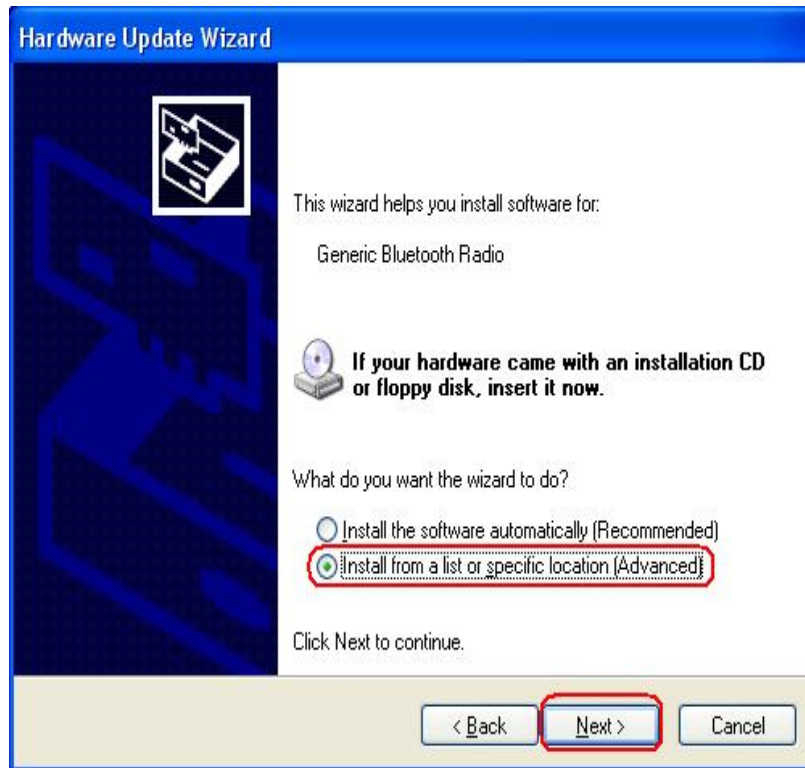 Hardware Update Wizard
This wizard helps you install software for:
Generic Bluetooth Radio
If your hardware came with an installation CD
or floppy disk, insert it now.
What do you want the wizard to do?
Install the software automatically (Recommended)
Install from a list or specific location (Advanced)
Click Next to continue.
< Back Next > Cancel